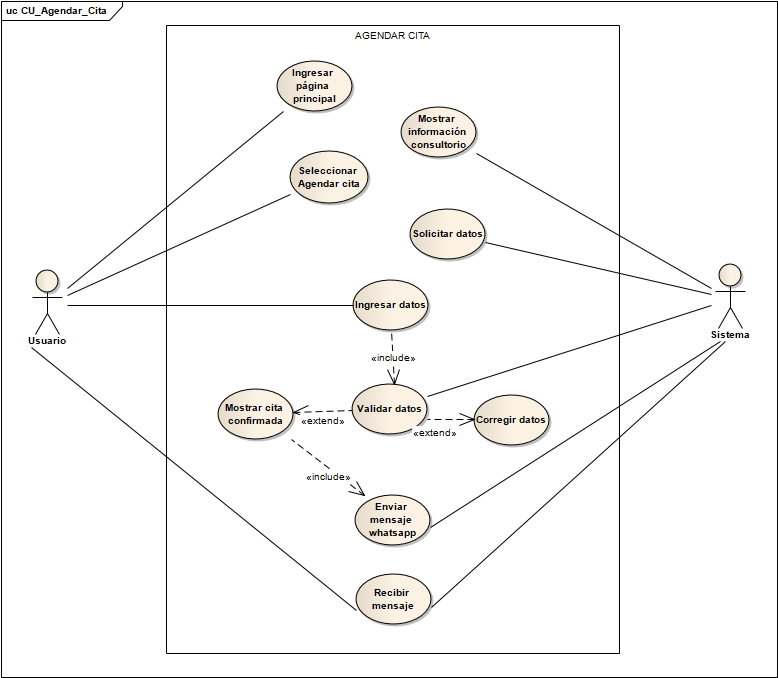 uc CU_Agendar_Cita
AGENDAR CITA
Ingresar
página
principal
Mostrar
información
consultorio
Seleccionar
Agendar cita
Solicitar datos
Ingresar datos
Usuario
Sistema
«include»
Mostrar cita
confirmada
«extend»
Validar datos
«extend»
Corregir datos
«include»
Enviar
mensaje
whatsapp
Recibir
mensaje